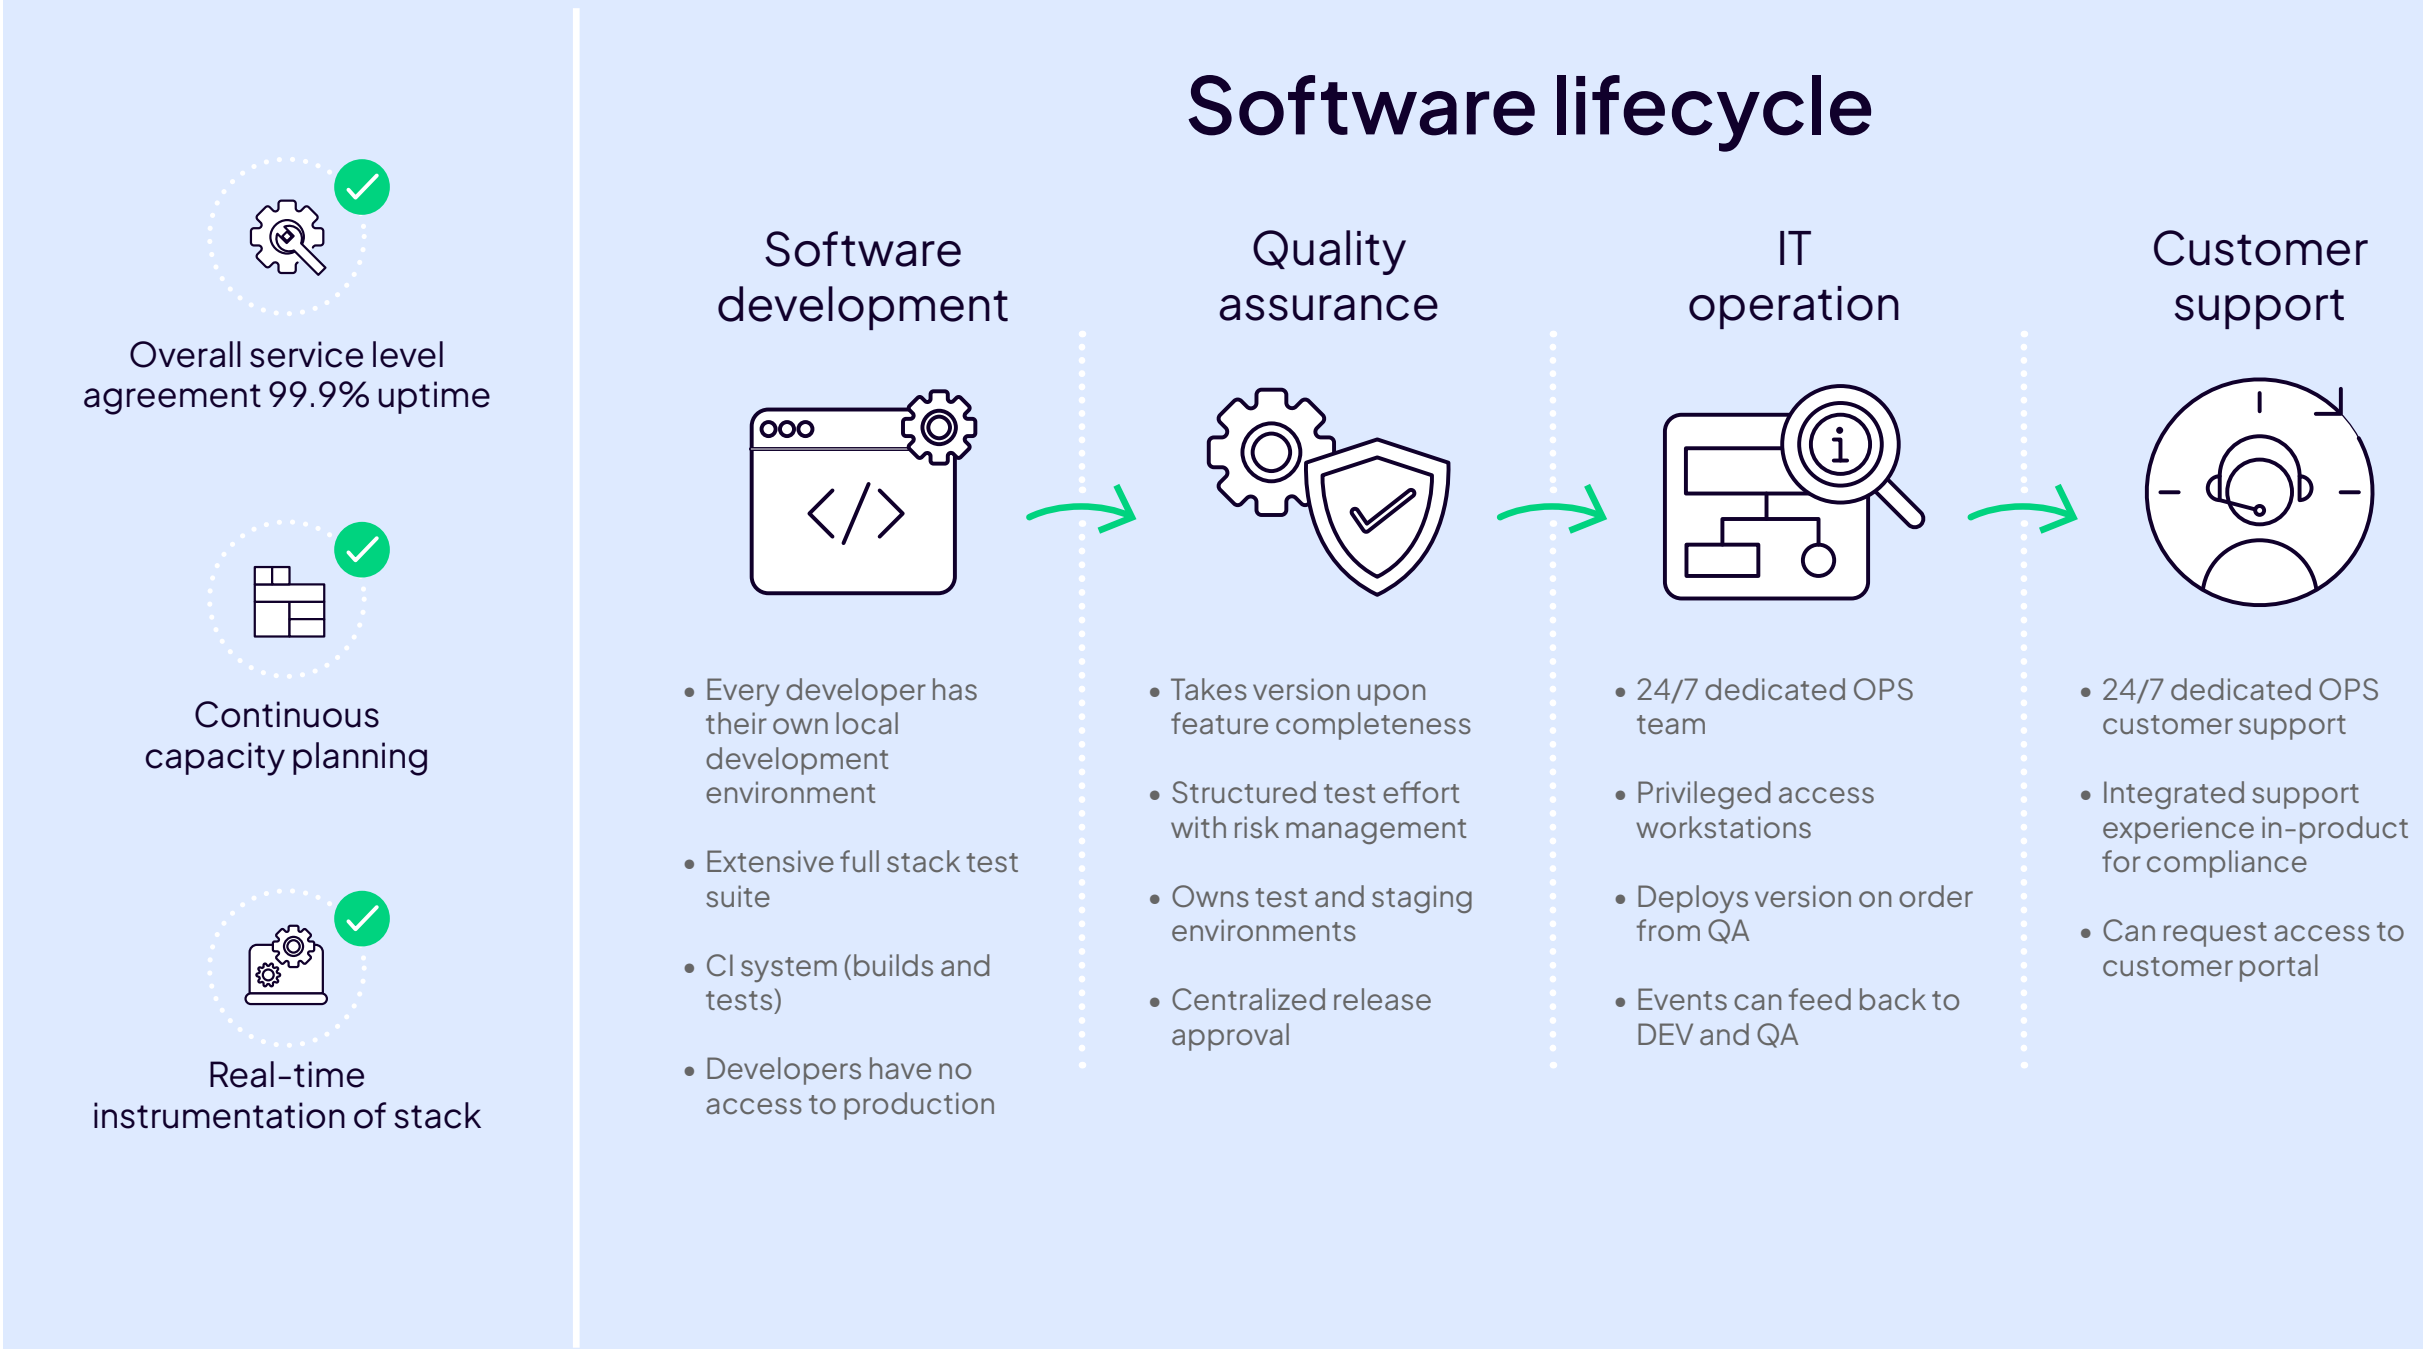 Overall service level
agreement 99.9% uptime
Continuous
capacity planning
Real-time
instrumentation of stack
Software lifecycle
Software
development
• Every developer has
their own local
development
environment
• Extensive full stack test
suite
• CI system (builds and
tests)
• Developers have no
access to production
Quality
assurance
• Takes version upon
feature completeness
• Structured test effort
with risk management
• Owns test and staging
environments
• Centralized release
approval
IT
operation
i
• 24/7 dedicated OPS
team
• Privileged access
workstations
• Deploys version on order
from QA
• Events can feed back to
DEV and QA
Customer
support
• 24/7 dedicated OPS
customer support
• Integrated support
experience in-product
for compliance
• Can request access to
customer portal